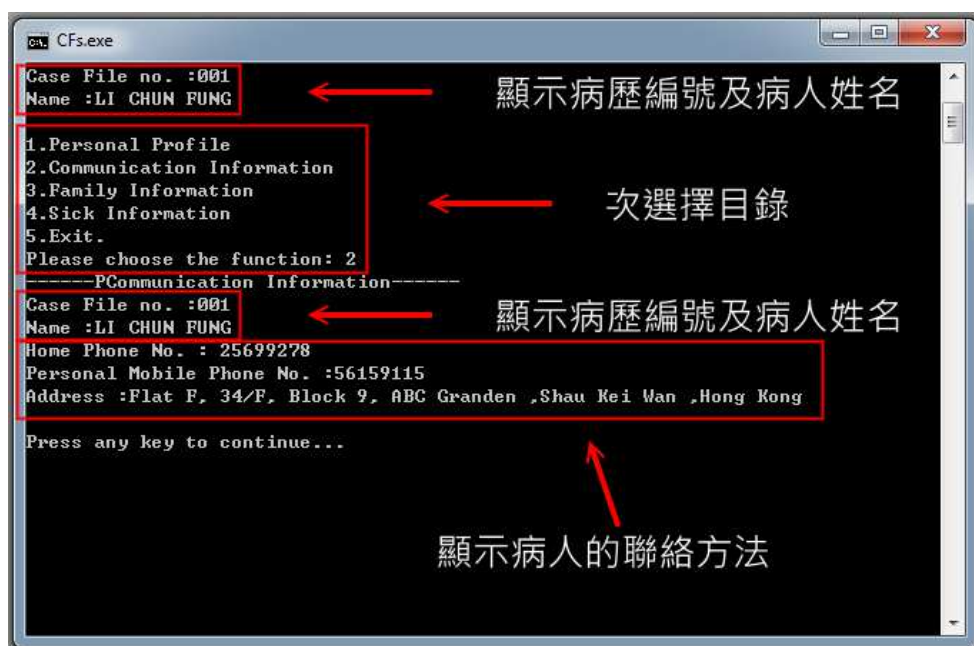 CFs.exe
Case File no. :001
Name :LI CHUN FUNG
顯示病歷編號及病人姓名
1.Personal Profile
2.Communication Information
3.Family Information
4.Sick Information
5.Exit.
Please choose the function: 2
次選擇目錄
------PCommunication Information------
Case File no. :001
Name :LI CHUN FUNG
顯示病歷編號及病人姓名
Home Phone No. : 25699278
Personal Mobile Phone No. :56159115
Address :Flat F, 34/F, Block 9, ABC Granden ,Shau Kei Wan ,Hong Kong
Press any key to continue...
顯示病人的聯絡方法